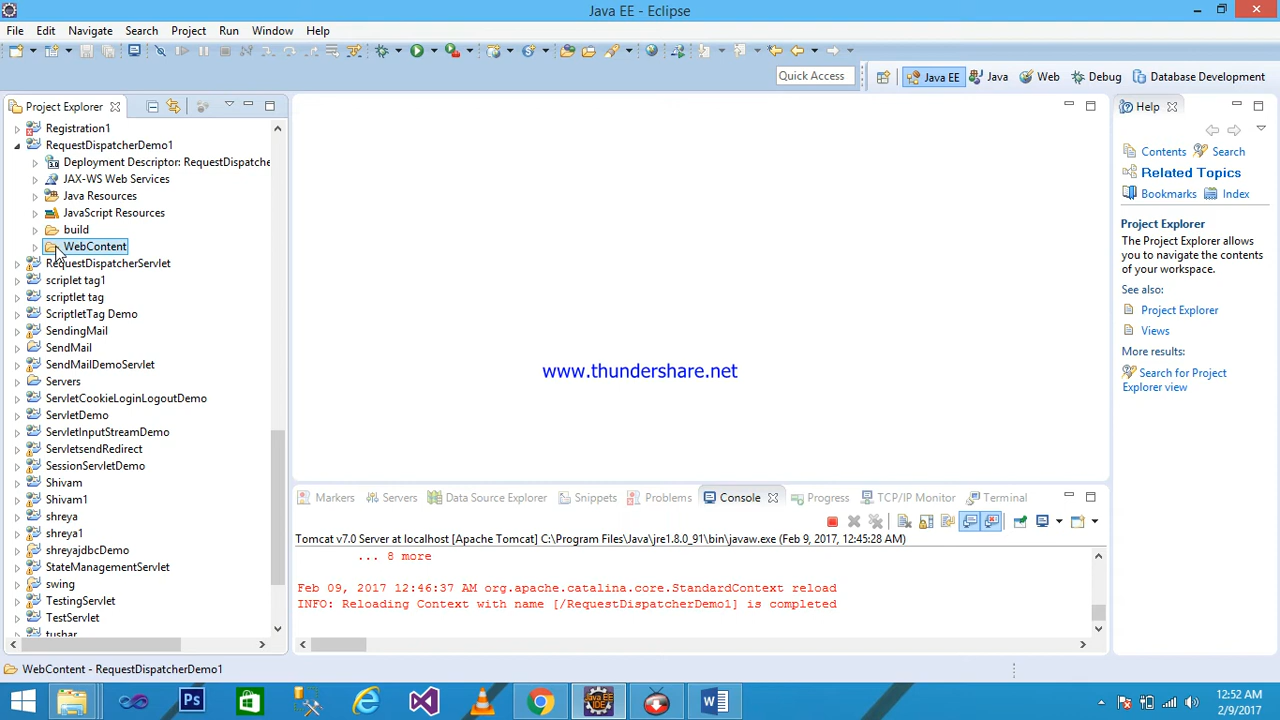 Java EE - Eclipse
File Edit Navigate Search Project Run Window Help
Quick Access
Java EE Java Web Debug Database Development
Project Explorer
Registration1
RequestDispatcherDemo1
Deployment Descriptor: RequestDispatche
JAX-WS Web Services
Java Resources
JavaScript Resources
build
WebContent
RequestDispatcherServlet
scriplet tag1
scriptlet tag
ScriptletTag Demo
SendingMail
SendMail
SendMailDemoServlet
Servers
ServletCookieLoginLogoutDemo
ServletDemo
ServletInputStreamDemo
ServletsendRedirect
SessionServletDemo
Shivam
Shivam1
shreya
shreya1
shreyajdbcDemo
StateManagementServlet
swing
TestingServlet
TestServlet
tushar
www.thundershare.net
Help
Contents Search
Related Topics
Bookmarks Index
Project Explorer
The Project Explorer allows
you to navigate the contents
of your workspace.
See also:
Project Explorer
Views
More results:
Search for Project
Explorer view
Markers Servers Data Source Explorer Snippets Problems Console Progress TCP/IP Monitor Terminal
Tomcat v7.0 Server at localhost [Apache Tomcat] C:\Program Files\Java\jre1.8.0_91\bin\javaw.exe (Feb 9, 2017, 12:45:28 AM)
... 8 more
Feb 09, 2017 12:46:37 AM org.apache.catalina.core.StandardContext reload
INFO: Reloading Context with name [/RequestDispatcherDemo1] is completed
WebContent - RequestDispatcherDemo1
12:52 AM
2/9/2017